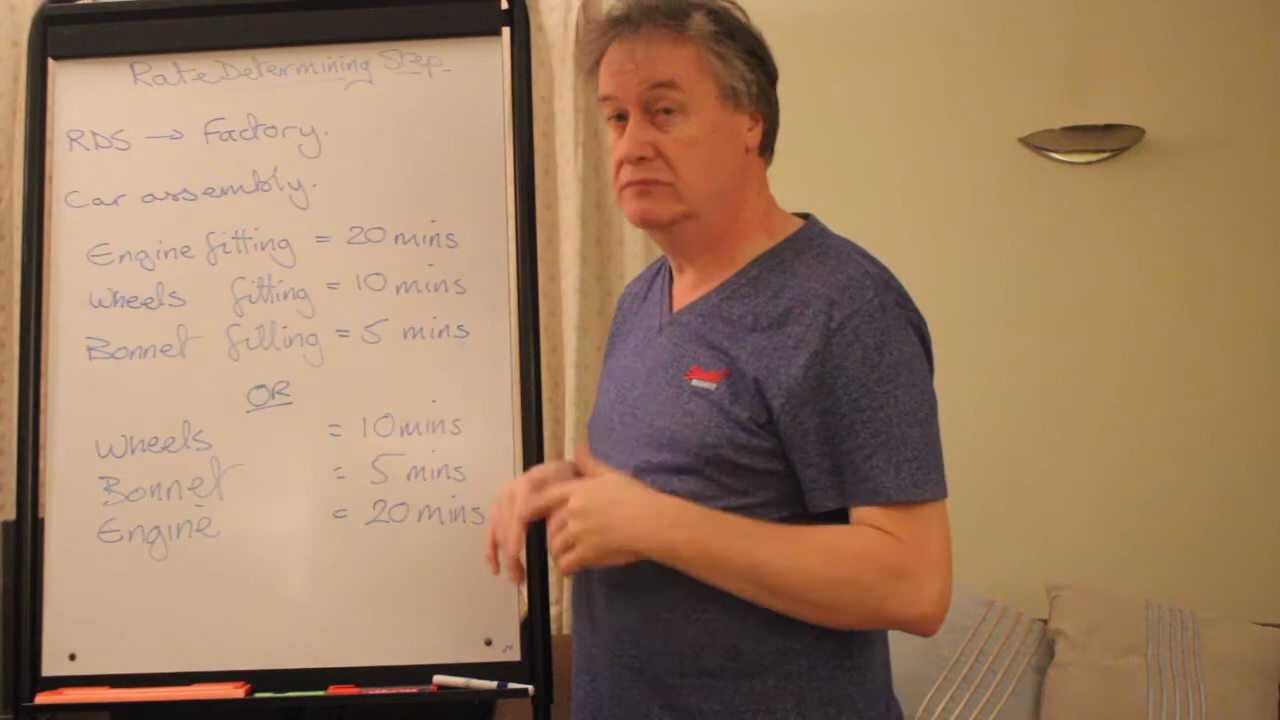 Rate Determining Step
RDS → Factory.
Car assembly.
Engine fitting = 20 mins
Wheels fitting = 10 mins
Bonnet fitting = 5 mins
OR
Wheels = 10 mins
Bonnet = 5 mins
Engine = 20 mins